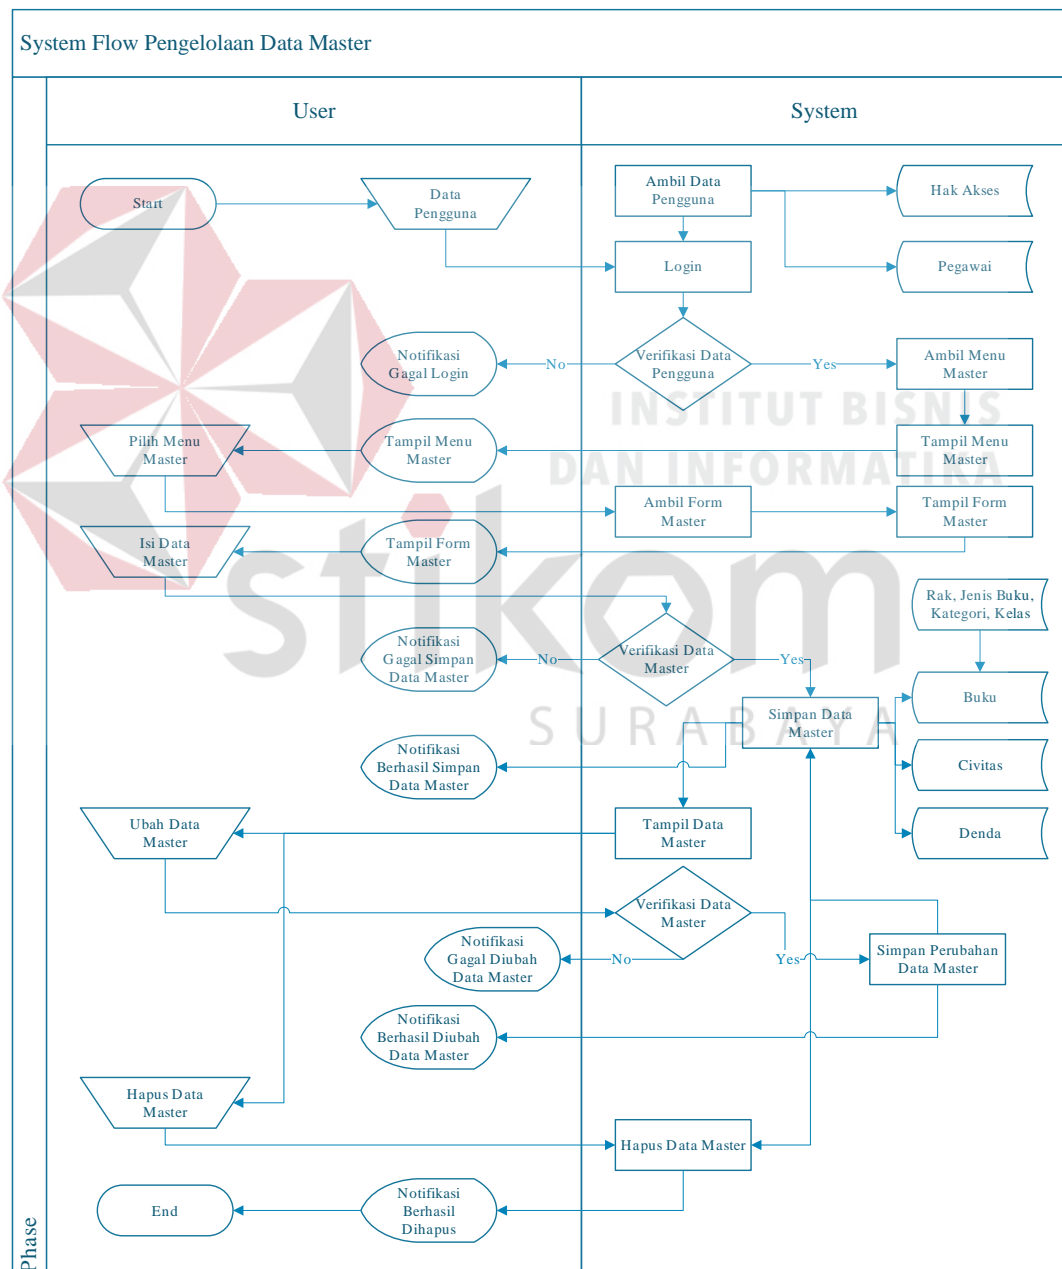 System Flow Pengelolaan Data Master
User
System
Start
Data
Pengguna
Ambil Data
Pengguna
Hak Akses
Login
Pegawai
Notifikasi
Gagal Login
No
Verifikasi Data
Pengguna
Yes
Ambil Menu
Master
INSTITUT BISNIS
DAN INFORMATIKA
Pilih Menu
Master
Tampil Menu
Master
Tampil Menu
Master
Ambil Form
Master
Tampil Form
Master
Isi Data
Master
Tampil Form
Master
stikom
SURABAYA
Rak, Jenis Buku,
Kategori, Kelas
Notifikasi
Gagal Simpan
Data Master
No
Verifikasi Data
Master
Yes
Simpan Data
Master
Buku
Notifikasi
Berhasil Simpan
Data Master
Civitas
Ubah Data
Master
Tampil Data
Master
Denda
Verifikasi Data
Master
Notifikasi
Gagal Diubah
Data Master
No
Yes
Simpan Perubahan
Data Master
Notifikasi
Berhasil Diubah
Data Master
Hapus Data
Master
Hapus Data Master
End
Notifikasi
Berhasil
Dihapus
Phase